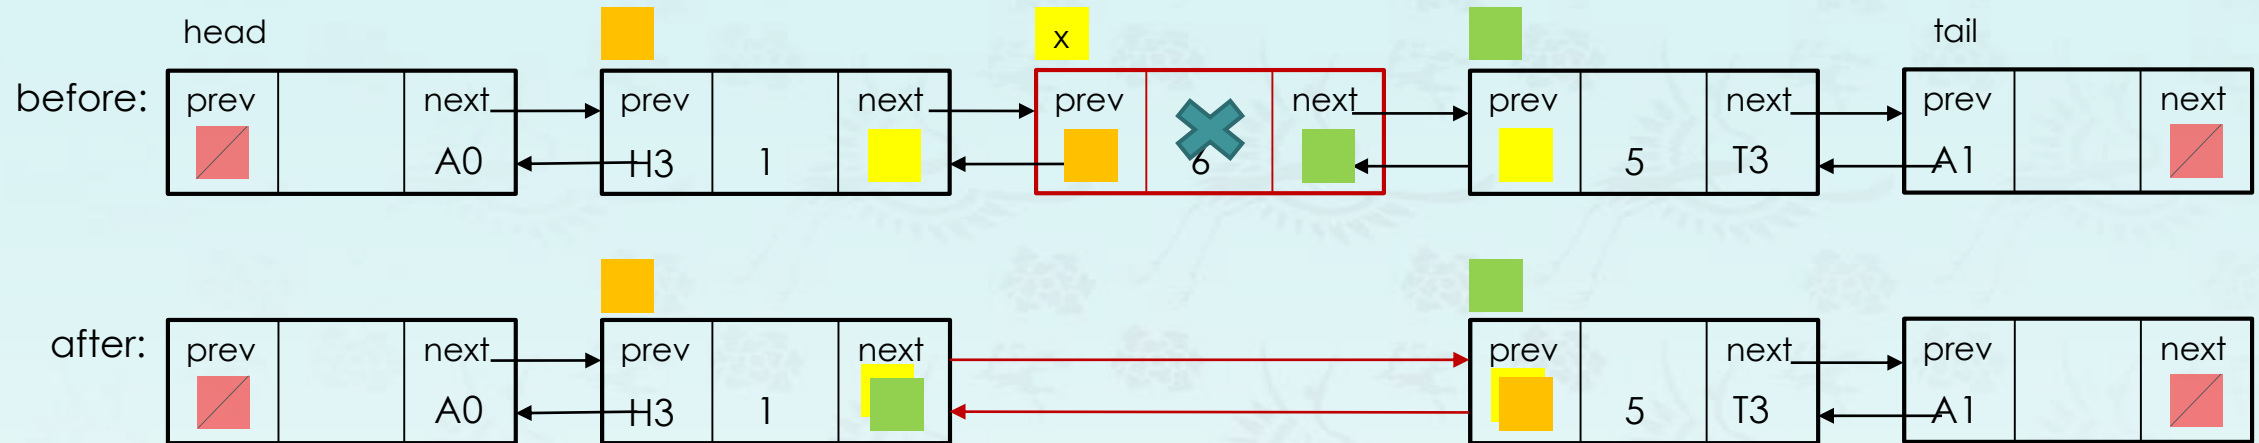 head x tail
before: prev next prev next prev next prev next prev next
A0 H3 1 6 5 T3 A1
after: prev next prev next prev next prev next
A0 H3 1 5 T3 A1